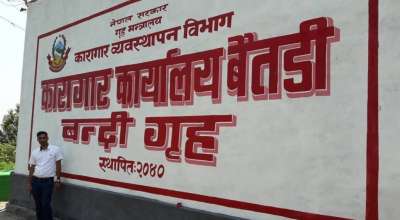 नेपाल सरकार
गृह मन्त्रालय
कारागार व्यवस्थापन विभाग
कारागार कार्यालय बैतडी
बन्दी गृह
स्थापितः२०४०